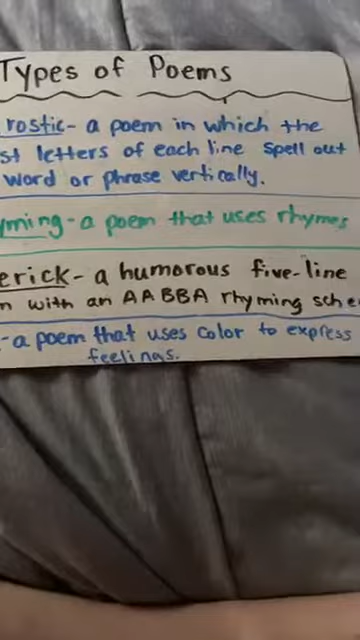 Types of Poems
rostic- a poem in which the
st letters of each line spell out
word or phrase vertically.
yming- a poem that uses rhymes
erick- a humorous five-line
m with an AABBA rhyming sche
-a poem that uses color to express
feelings.